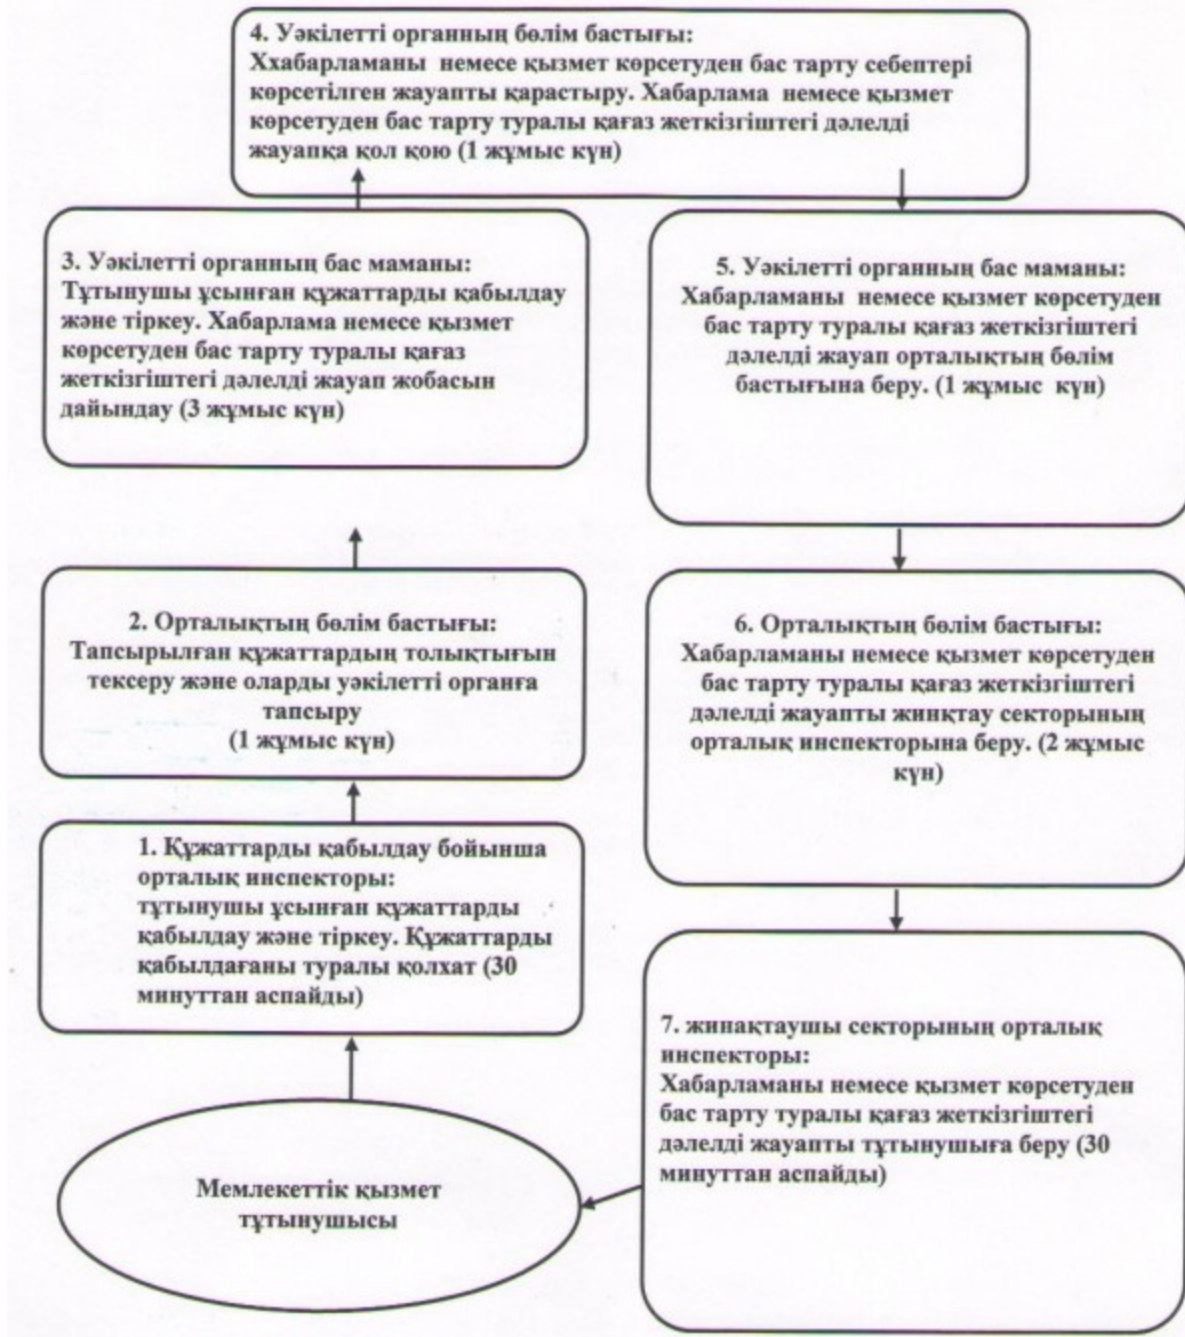 4. Уәкілетті органның бөлім бастығы:
Ххабарламаны немесе қызмет көрсетуден бас тарту себептері
көрсетілген жауапты қарастыру. Хабарлама немесе қызмет
көрсетуден бас тарту туралы қағаз жеткізгіштегі дәлелді
жауапқа қол қою (1 жұмыс күн)
3. Уәкілетті органның бас маманы:
Тұтынушы ұсынған құжаттарды қабылдау
және тіркеу. Хабарлама немесе қызмет
көрсетуден бас тарту туралы қағаз
жеткізгіштегі дәлелді жауап жобасын
дайындау (3 жұмыс күн)
5. Уәкілетті органның бас маманы:
Хабарламаны немесе қызмет көрсетуден
бас тарту туралы қағаз жеткізгіштегі
дәлелді жауап орталықтың бөлім
бастығына беру. (1 жұмыс күн)
2. Орталықтың бөлім бастығы:
Тапсырылған құжаттардың толықтығын
тексеру және оларды уәкілетті органға
тапсыру
(1 жұмыс күн)
6. Орталықтың бөлім бастығы:
Хабарламаны немесе қызмет көрсетуден
бас тарту туралы қағаз жеткізгіштегі
дәлелді жауапты жинқтау секторының
орталық инспекторына беру. (2 жұмыс
күн)
1. Құжаттарды қабылдау бойынша
орталық инспекторы:
тұтынушы ұсынған құжаттарды
қабылдау және тіркеу. Құжаттарды
қабылдағаны туралы қолхат (30
минуттан аспайды)
7. жинақтаушы секторының орталық
инспекторы:
Хабарламаны немесе қызмет көрсетуден
бас тарту туралы қағаз жеткізгіштегі
дәлелді жауапты тұтынушыға беру (30
минуттан аспайды)
Мемлекеттік қызмет
тұтынушысы